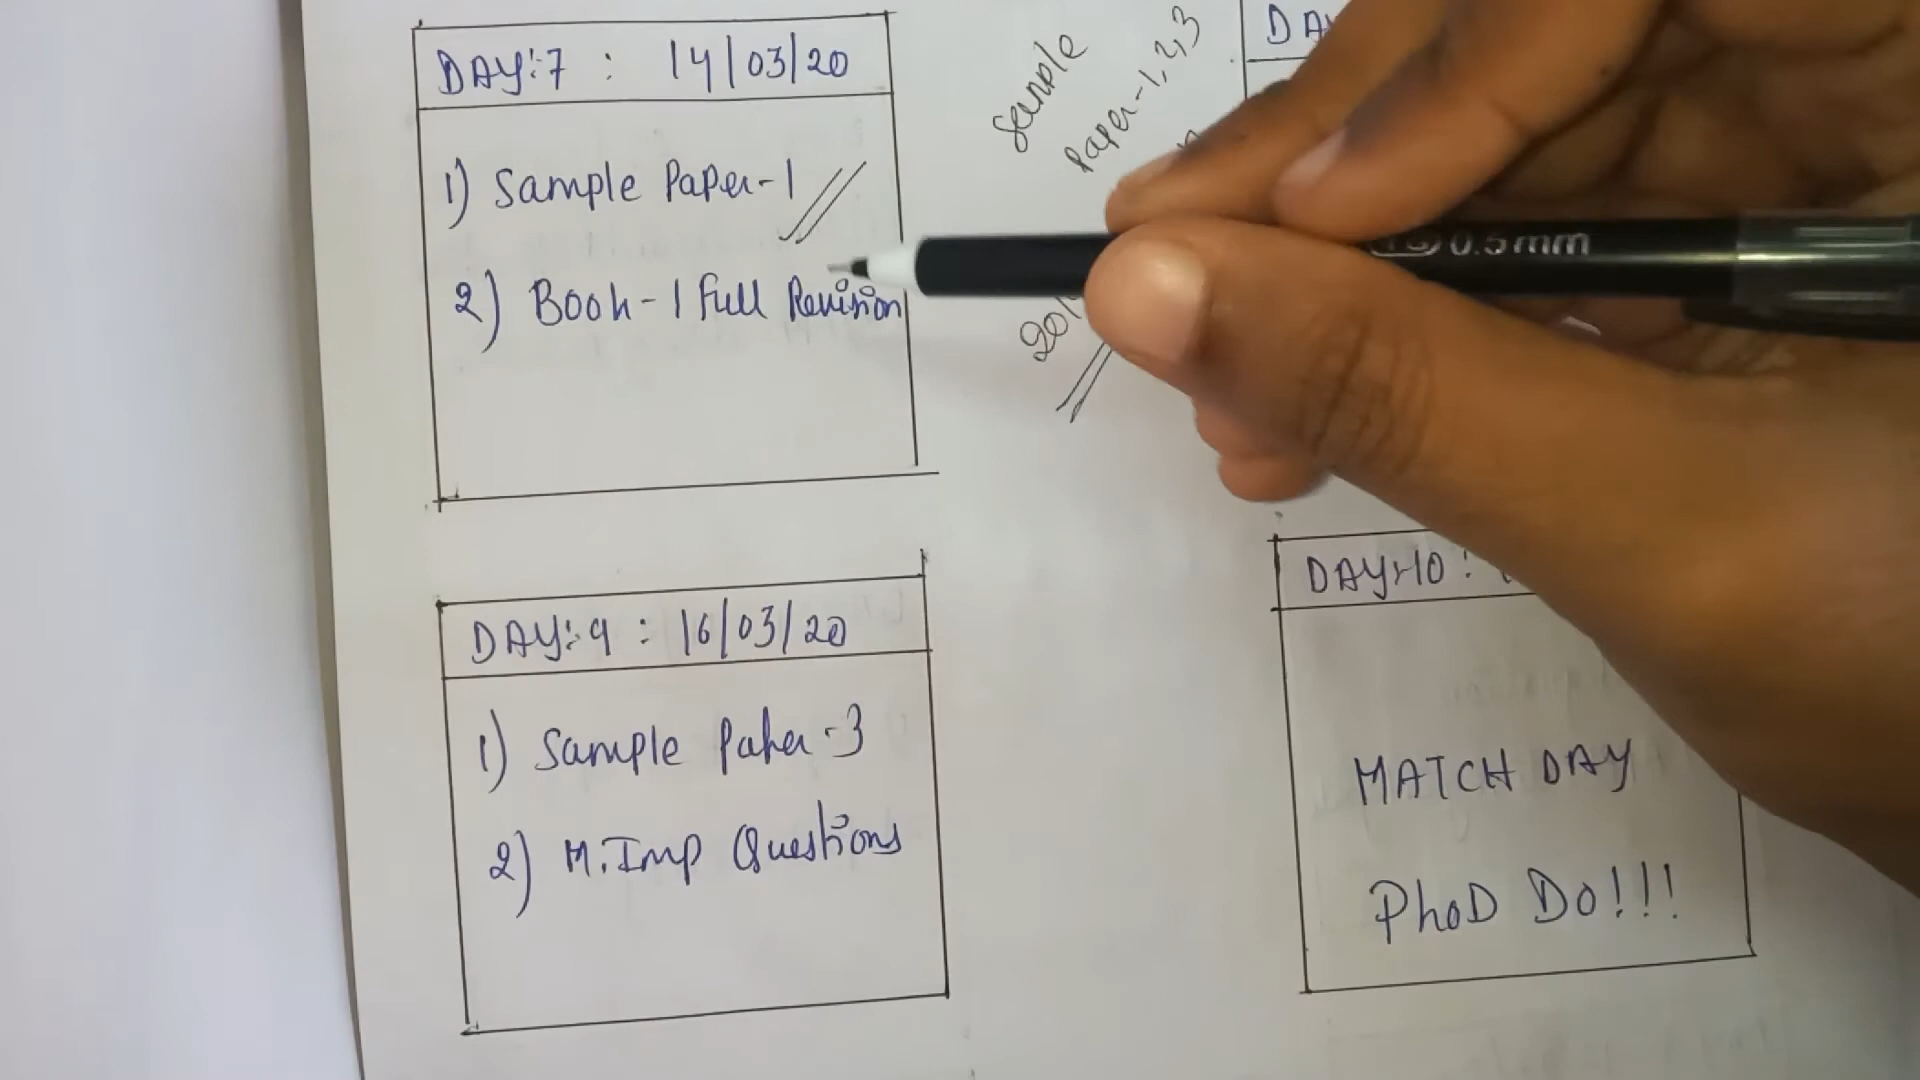 DAY:7 : 14/03/20
1) Sample Paper-1
2) Book-1 Full Revision
Sample
Paper-1,2,3
DA
201
0.5mm
DAY:9 : 16/03/20
1) Sample Paper-3
2) M.Imp Questions
DAY:10 :
MATCH DAY
PhoD Do!!!